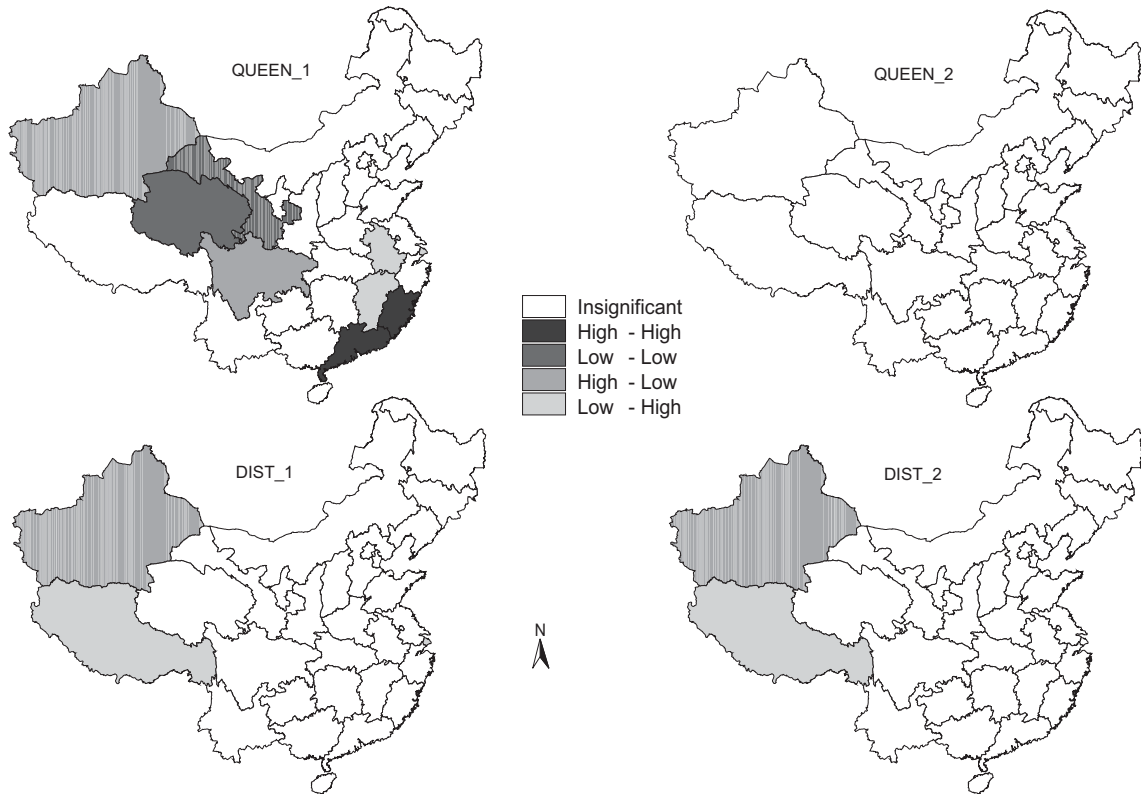 QUEEN_1
QUEEN_2
Insignificant
High - High
Low - Low
High - Low
Low - High
DIST_1
DIST_2
N